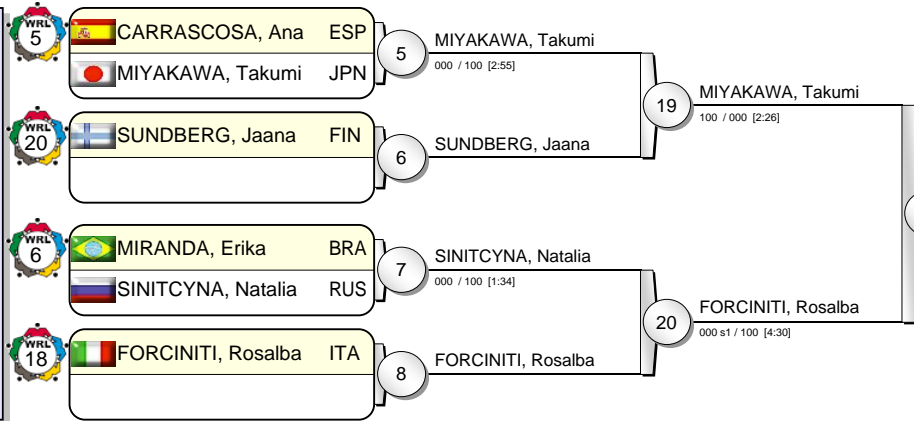 WRL
5
CARRASCOSA, Ana ESP
MIYAKAWA, Takumi JPN
5
MIYAKAWA, Takumi
000 / 100 [2:55]
WRL
20
SUNDBERG, Jaana FIN
6
SUNDBERG, Jaana
19
MIYAKAWA, Takumi
100 / 000 [2:26]
WRL
6
MIRANDA, Erika BRA
SINITCYNA, Natalia RUS
7
SINITCYNA, Natalia
000 / 100 [1:34]
WRL
18
FORCINITI, Rosalba ITA
8
FORCINITI, Rosalba
20
FORCINITI, Rosalba
000 s1 / 100 [4:30]